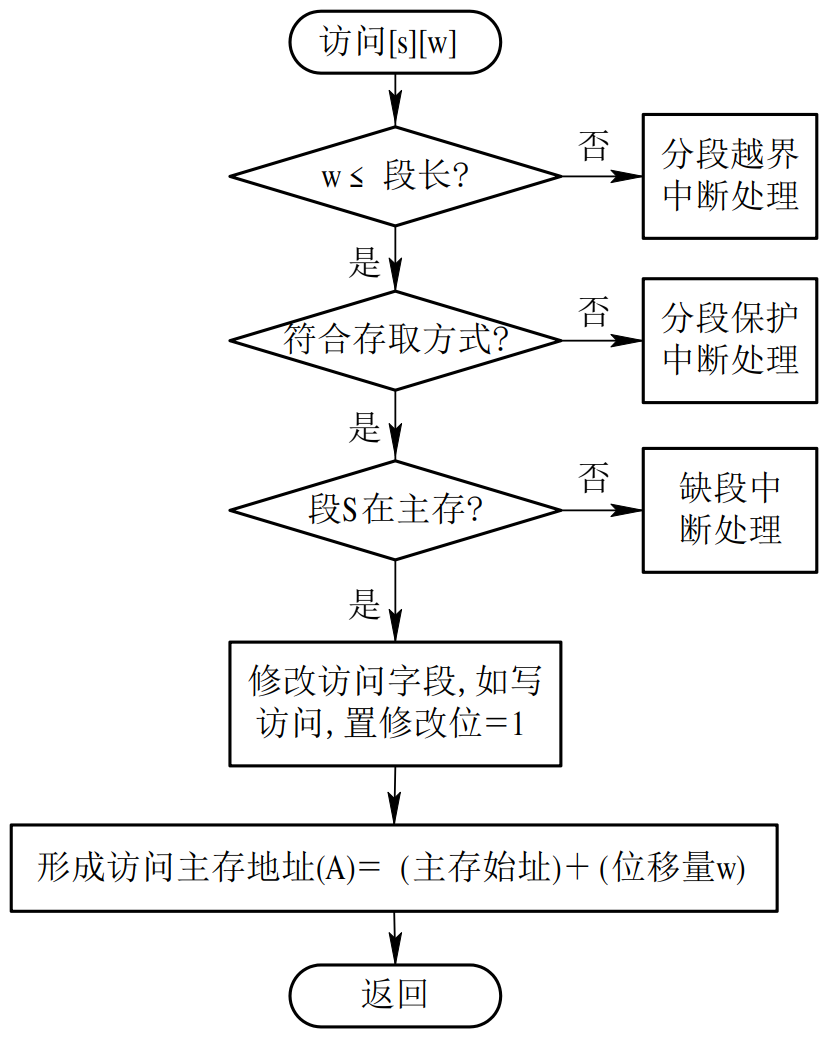 访问[s][w]
w ≤ 段长?
否
分段越界
中断处理
是
符合存取方式?
否
分段保护
中断处理
是
段S在主存?
否
缺段中
断处理
是
修改访问字段,如写
访问,置修改位=1
形成访问主存地址(A)= (主存始址)+(位移量w)
返回